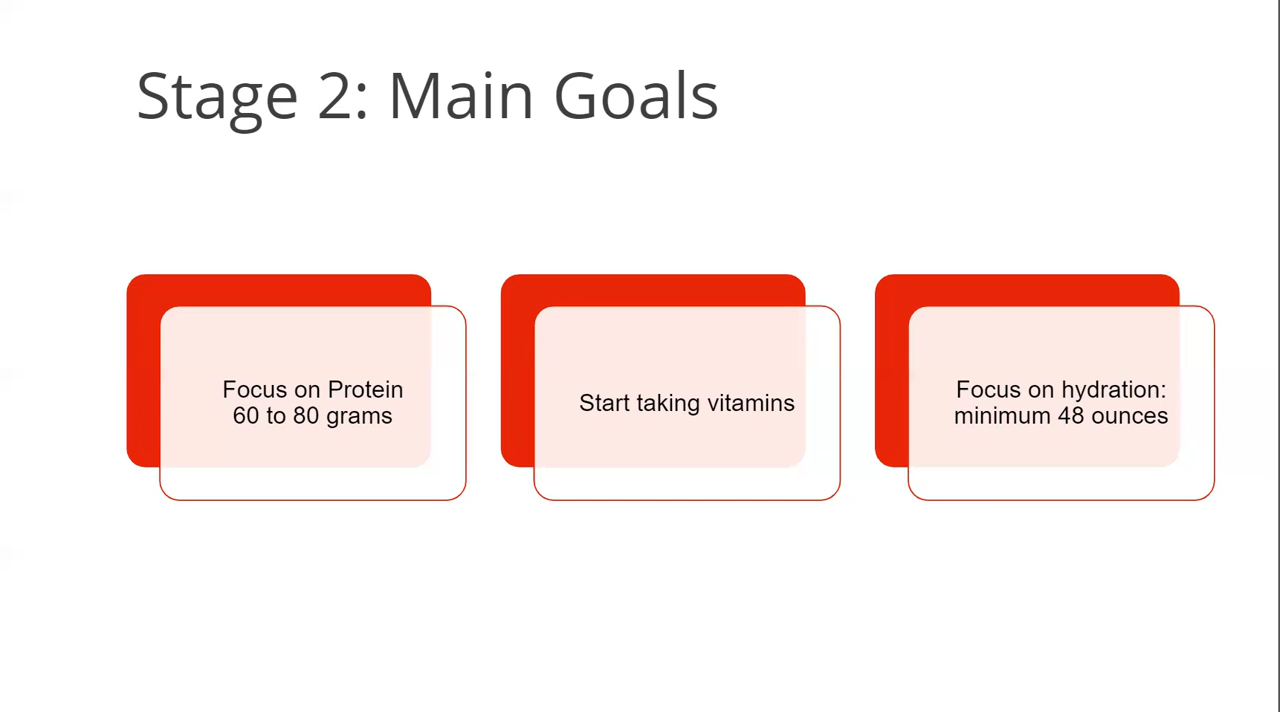 Stage 2: Main Goals
Focus on Protein
60 to 80 grams
Start taking vitamins
Focus on hydration:
minimum 48 ounces